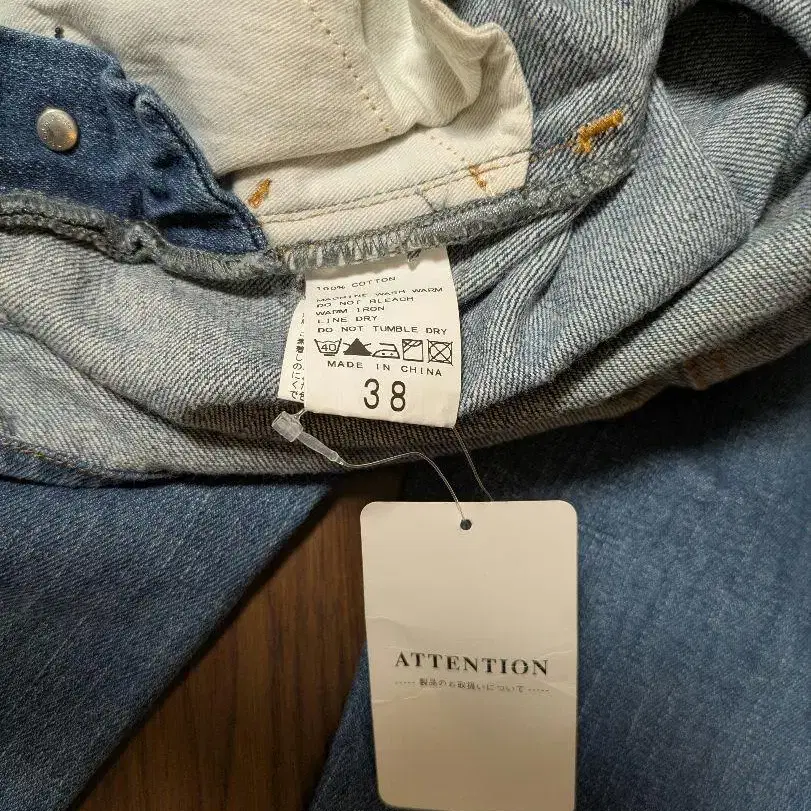 100% COTTON
MACHINE WASH WARM
DO NOT BLEACH
WARM IRON
LINE DRY
DO NOT TUMBLE DRY
40
MADE IN CHINA
38
ATTENTION
----- 製品のお取扱いについて -----